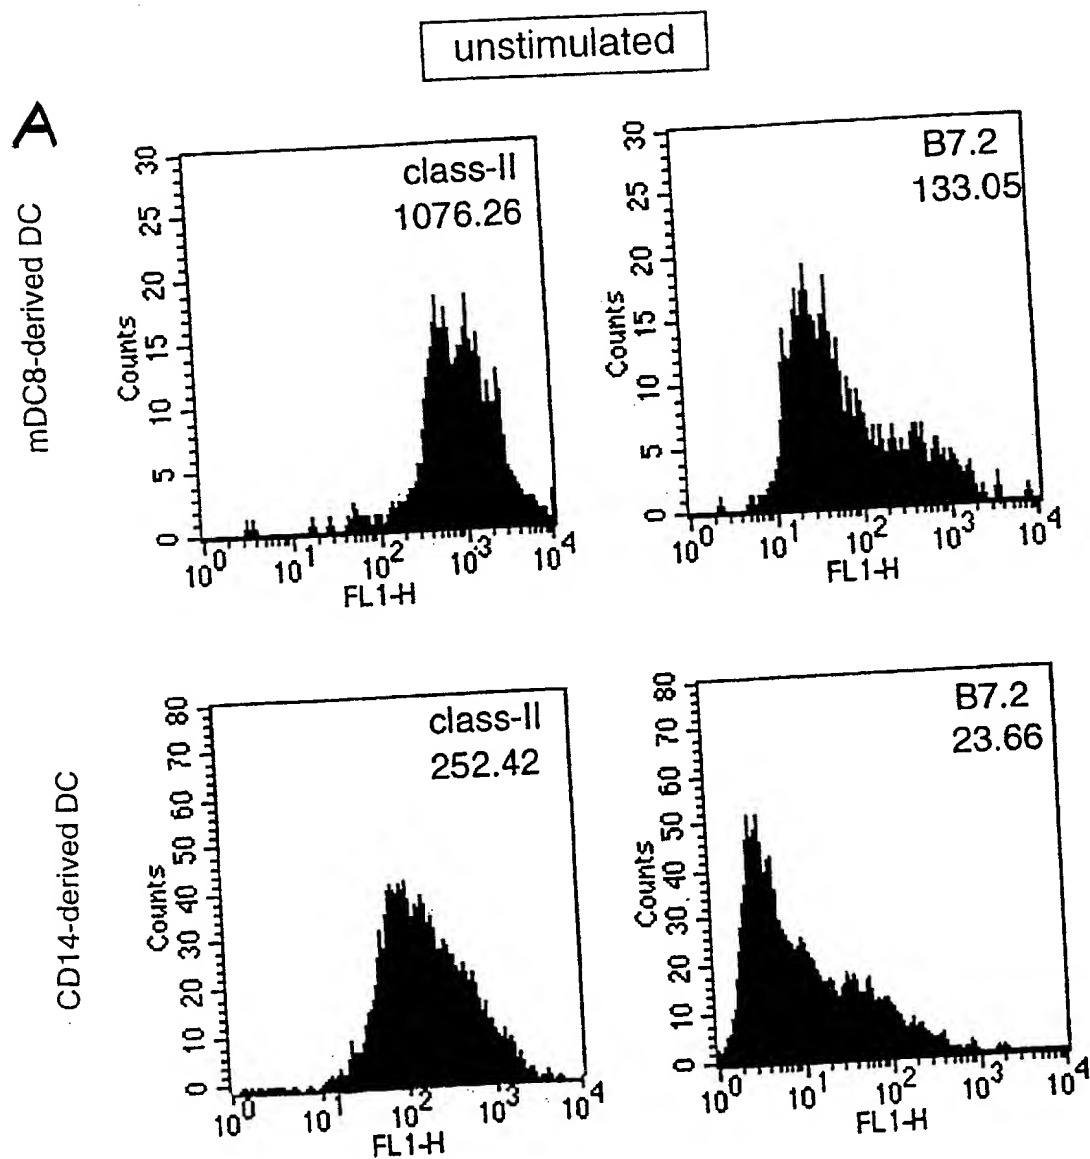 unstimulated
A
mDC8-derived DC
class-II
1076.26
30
25
20
15
10
5
0
Counts
10^0 10^1 10^2 10^3 10^4
FL1-H
B7.2
133.05
30
25
20
15
10
5
0
Counts
10^0 10^1 10^2 10^3 10^4
FL1-H
CD14-derived DC
class-II
252.42
80
70
60
50
40
30
20
10
0
Counts
10^0 10^1 10^2 10^3 10^4
FL1-H
B7.2
23.66
80
70
60
50
40
30
20
10
0
Counts
10^0 10^1 10^2 10^3 10^4
FL1-H